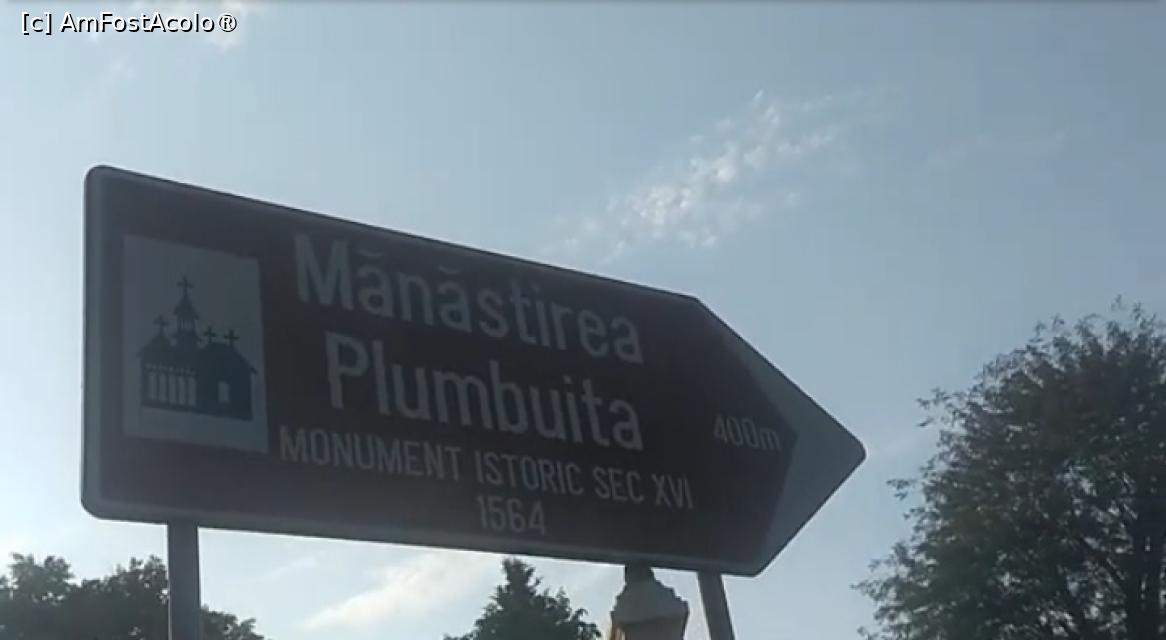 [c] AmFostAcolo®
Mănăstirea
Plumbuita
400m
MONUMENT ISTORIC SEC XVI
1564